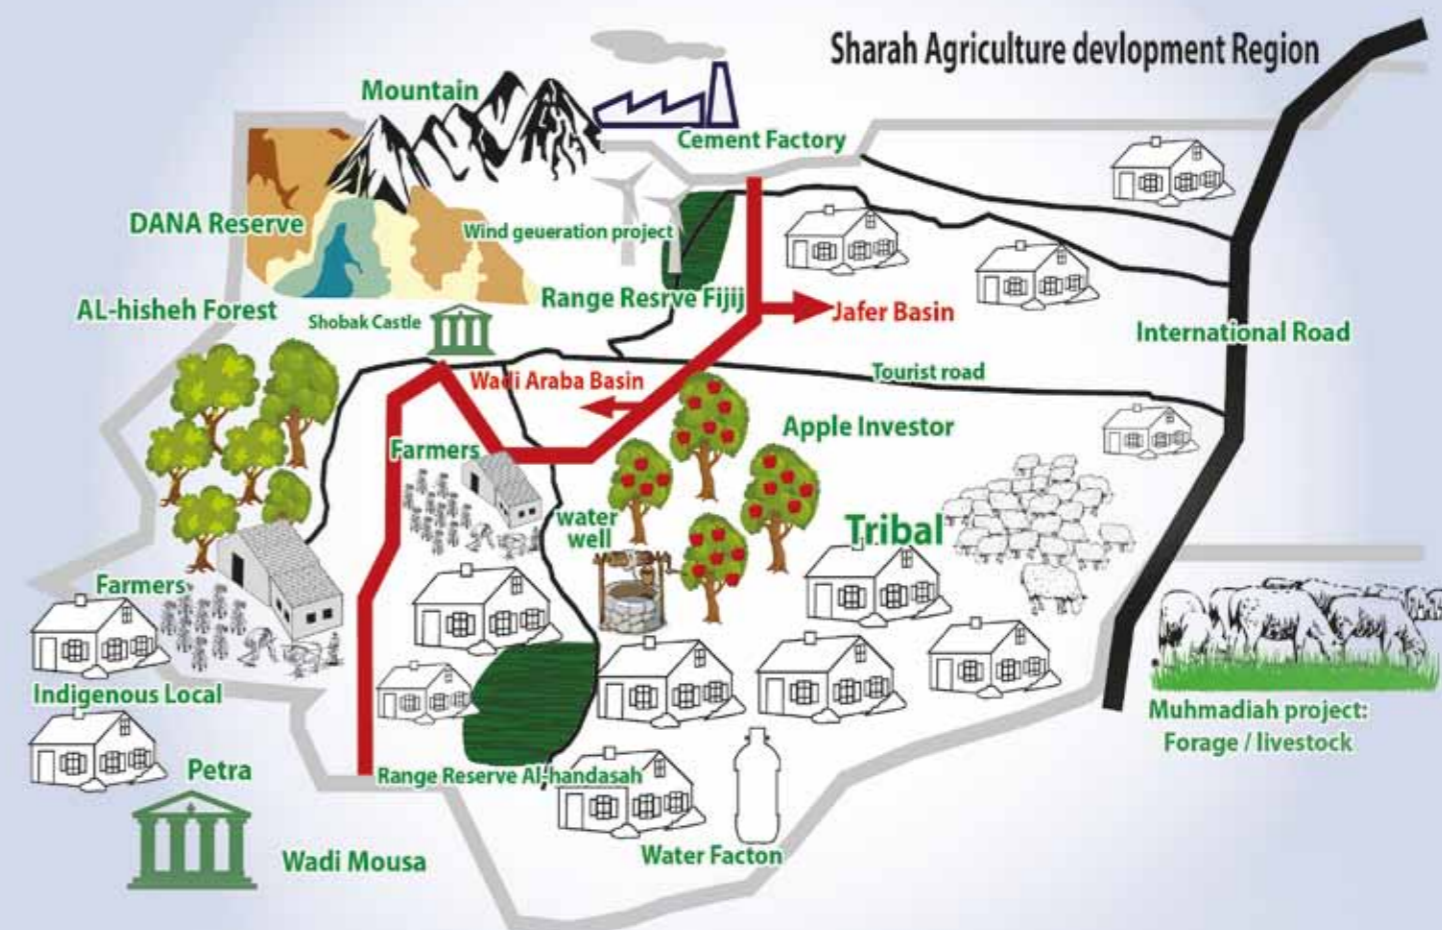 Sharah Agriculture devlopment Region
Mountain
Cement Factory
DANA Reserve
Wind geueration project
AL-hisheh Forest
Shobak Castle
Range Resrve Fijij
Jafer Basin
International Road
Wadi Araba Basin
Tourist road
Farmers
Apple Investor
water
well
Tribal
Farmers
Indigenous Local
Muhmadiah project:
Forage / livestock
Petra
Range Reserve Al-handasah
Wadi Mousa
Water Facton